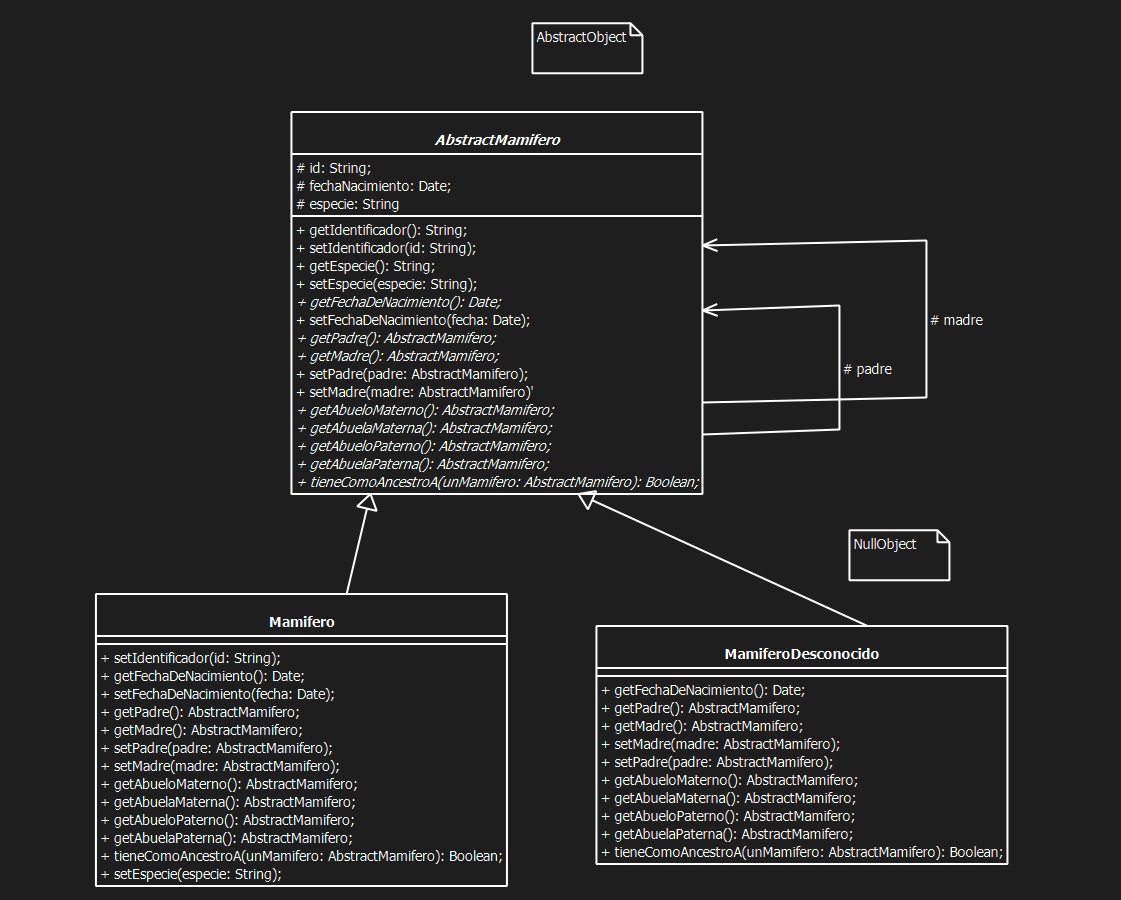 AbstractObject
AbstractMamifero
# id: String;
# fechaNacimiento: Date;
# especie: String
+ getIdentificador(): String;
+ setIdentificador(id: String);
+ getEspecie(): String;
+ setEspecie(especie: String);
+ getFechaDeNacimiento(): Date;
+ setFechaDeNacimiento(fecha: Date);
+ getPadre(): AbstractMamifero;
+ getMadre(): AbstractMamifero;
+ setPadre(padre: AbstractMamifero);
+ setMadre(madre: AbstractMamifero)'
+ getAbueloMaterno(): AbstractMamifero;
+ getAbuelaMaterna(): AbstractMamifero;
+ getAbueloPaterno(): AbstractMamifero;
+ getAbuelaPaterna(): AbstractMamifero;
+ tieneComoAncestroA(unMamifero: AbstractMamifero): Boolean;
# madre
# padre
NullObject
Mamifero
+ setIdentificador(id: String);
+ getFechaDeNacimiento(): Date;
+ setFechaDeNacimiento(fecha: Date);
+ getPadre(): AbstractMamifero;
+ getMadre(): AbstractMamifero;
+ setPadre(padre: AbstractMamifero);
+ setMadre(madre: AbstractMamifero);
+ getAbueloMaterno(): AbstractMamifero;
+ getAbuelaMaterna(): AbstractMamifero;
+ getAbueloPaterno(): AbstractMamifero;
+ getAbuelaPaterna(): AbstractMamifero;
+ tieneComoAncestroA(unMamifero: AbstractMamifero): Boolean;
+ setEspecie(especie: String);
MamiferoDesconocido
+ getFechaDeNacimiento(): Date;
+ getPadre(): AbstractMamifero;
+ getMadre(): AbstractMamifero;
+ setMadre(madre: AbstractMamifero);
+ setPadre(padre: AbstractMamifero);
+ getAbueloMaterno(): AbstractMamifero;
+ getAbuelaMaterna(): AbstractMamifero;
+ getAbueloPaterno(): AbstractMamifero;
+ getAbuelaPaterna(): AbstractMamifero;
+ tieneComoAncestroA(unMamifero: AbstractMamifero): Boolean;